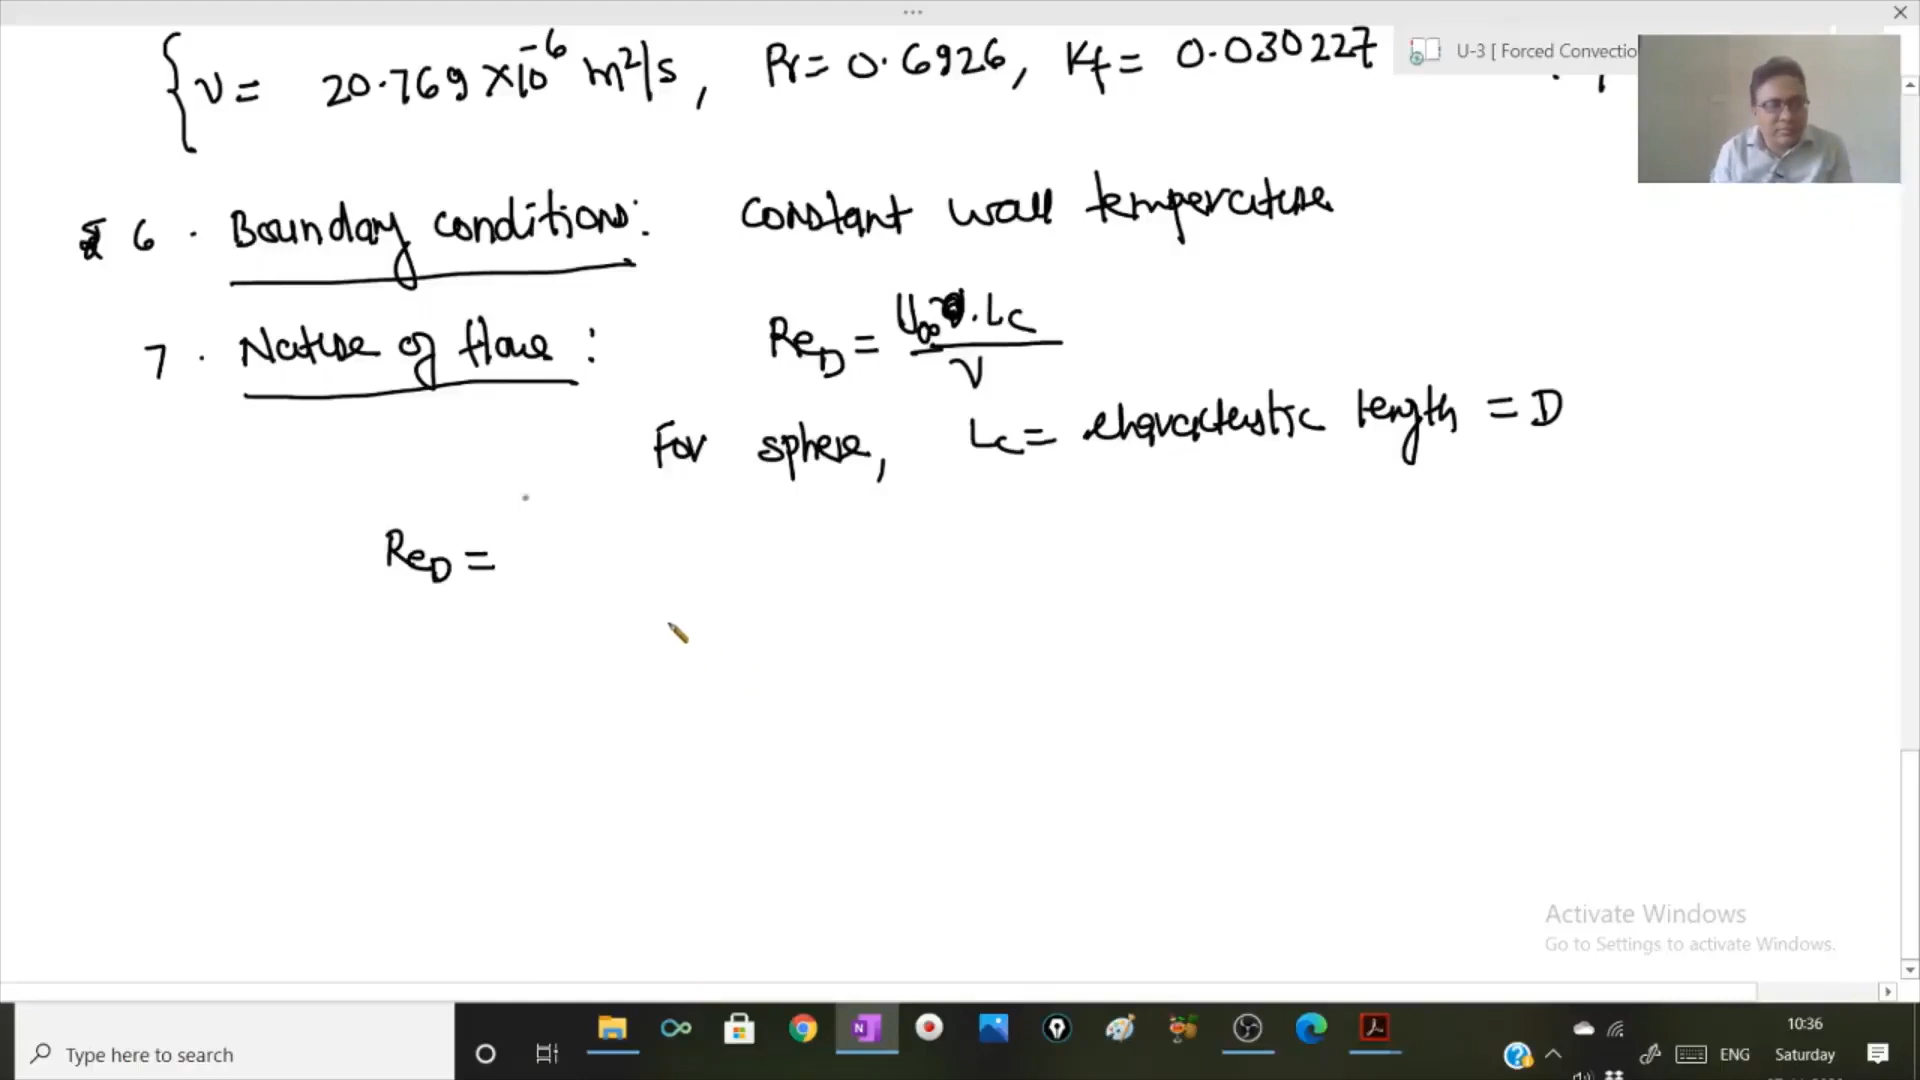 U-3 [ Forced Convectio
ν = 20.769 ×10⁻⁶ m²/s, Pr = 0.6926, Kf = 0.030227
6. Boundary conditions: constant wall temperature
7. Nature of flow: Re_D = U∞ . Lc / ν
For sphere, Lc = characteristic length = D
Re_D =
Activate Windows
Go to Settings to activate Windows.
Type here to search
10:36
ENG Saturday